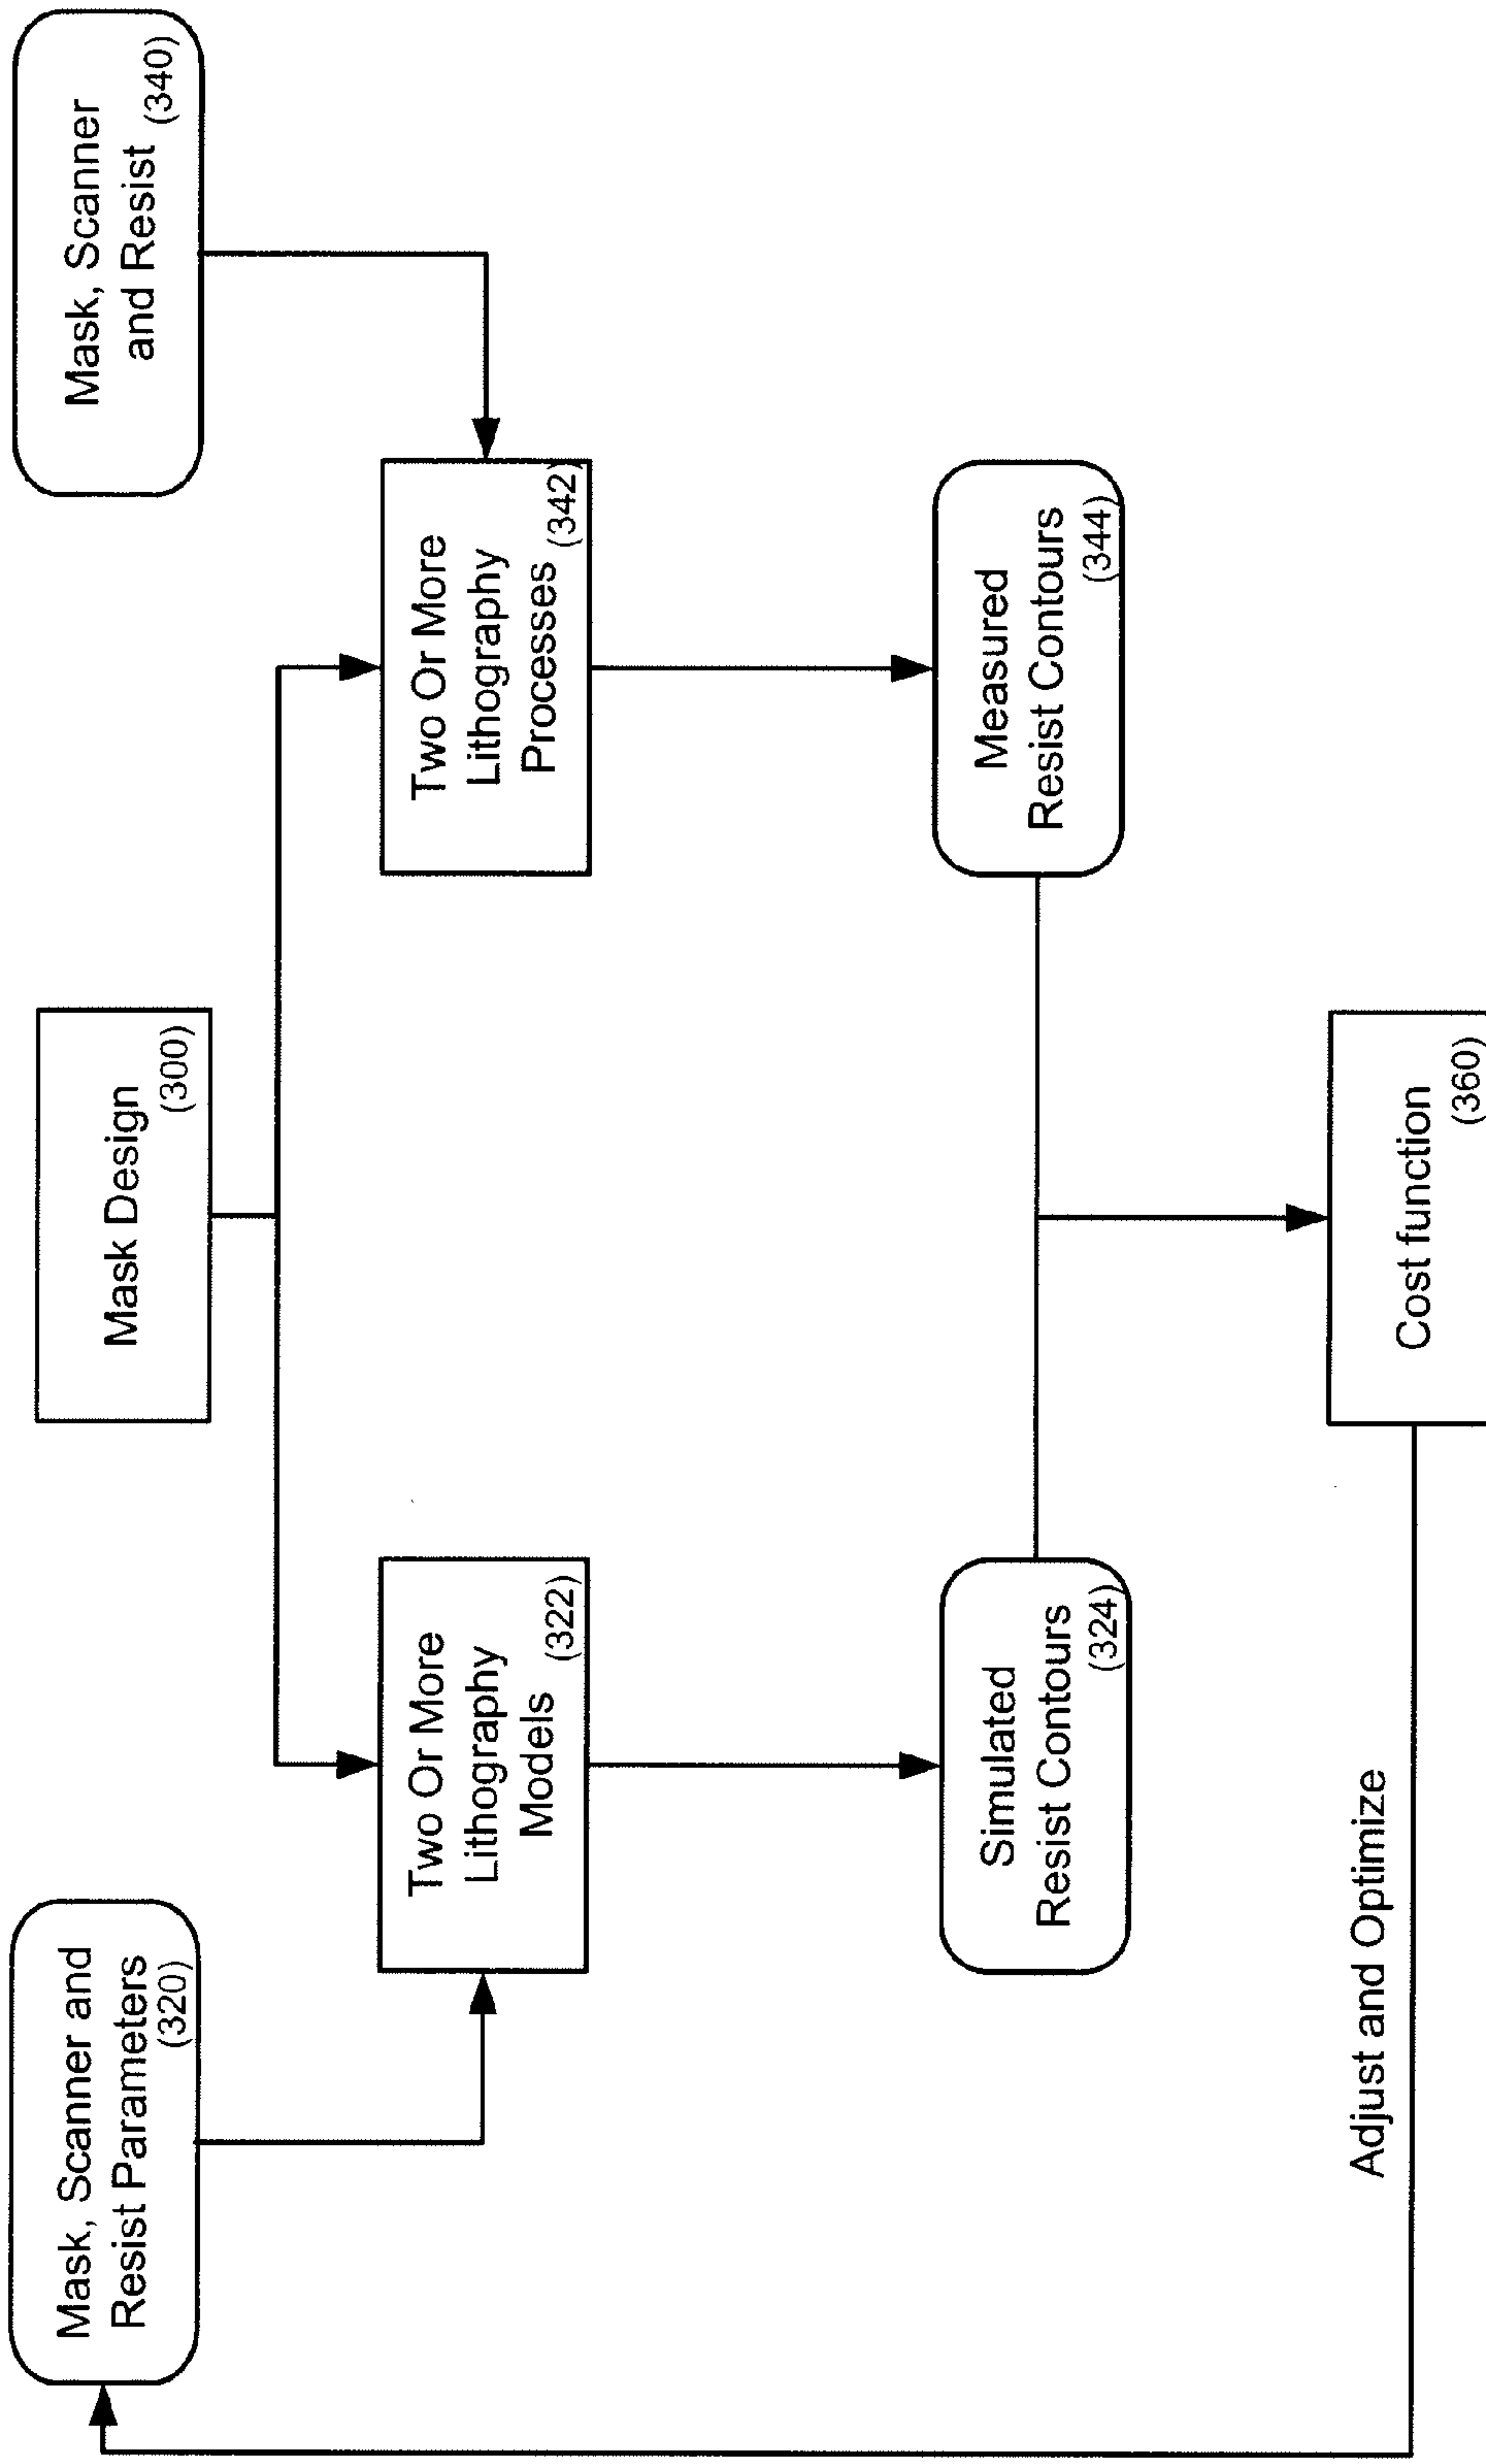 Mask, Scanner and
Resist Parameters
(320)
Mask Design
(300)
Mask, Scanner
and Resist
(340)
Two Or More
Lithography
Models
(322)
Two Or More
Lithography
Processes
(342)
Simulated
Resist Contours
(324)
Measured
Resist Contours
(344)
Adjust and Optimize
Cost function
(360)